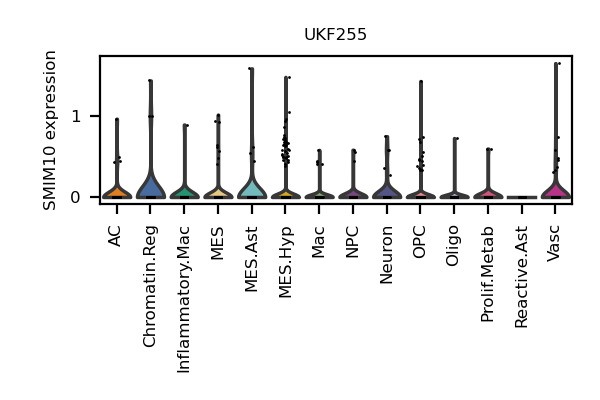 UKF255
SMIM10 expression
1
0
AC
Chromatin.Reg
Inflammatory.Mac
MES
MES.Ast
MES.Hyp
Mac
NPC
Neuron
OPC
Oligo
Prolif.Metab
Reactive.Ast
Vasc